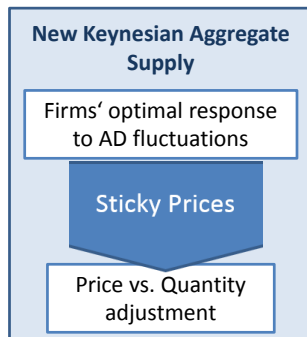 New Keynesian Aggregate
Supply
Firms‘ optimal response
to AD fluctuations
Sticky Prices
Price vs. Quantity
adjustment